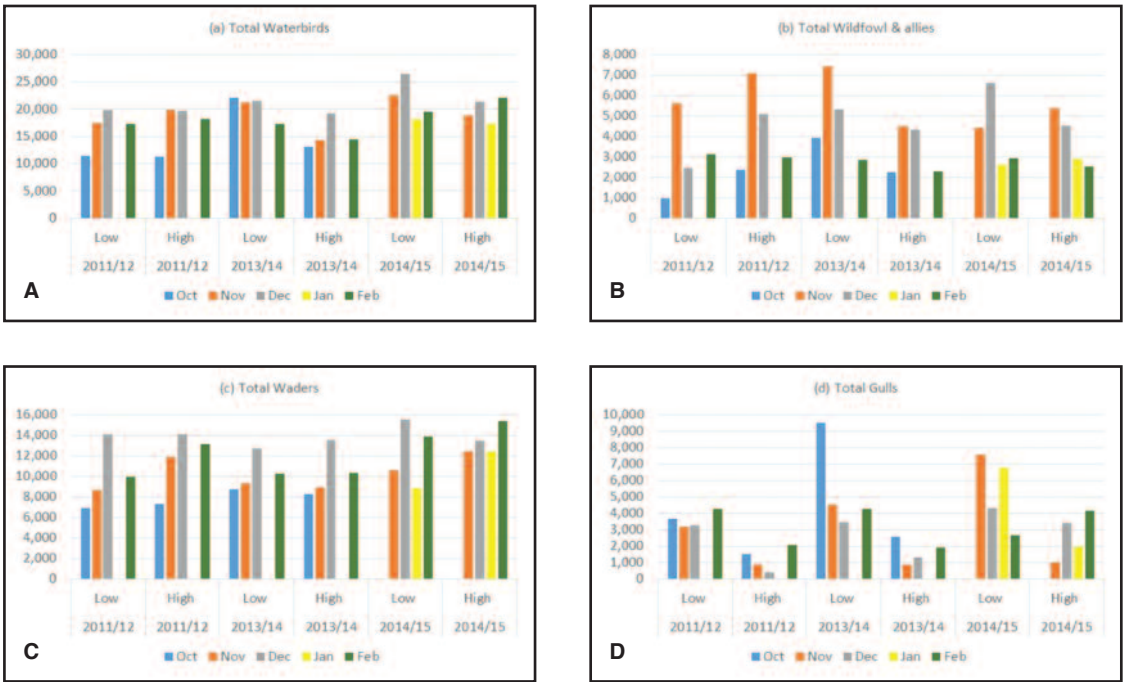 (a) Total Waterbirds
30,000
25,000
20,000
15,000
10,000
5,000
0
Low High Low High Low High
2011/12 2011/12 2013/14 2013/14 2014/15 2014/15
A
Oct Nov Dec Jan Feb
(b) Total Wildfowl & allies
8,000
7,000
6,000
5,000
4,000
3,000
2,000
1,000
0
Low High Low High Low High
2011/12 2011/12 2013/14 2013/14 2014/15 2014/15
B
Oct Nov Dec Jan Feb
(c) Total Waders
16,000
14,000
12,000
10,000
8,000
6,000
4,000
2,000
0
Low High Low High Low High
2011/12 2011/12 2013/14 2013/14 2014/15 2014/15
C
Oct Nov Dec Jan Feb
(d) Total Gulls
10,000
9,000
8,000
7,000
6,000
5,000
4,000
3,000
2,000
1,000
0
Low High Low High Low High
2011/12 2011/12 2013/14 2013/14 2014/15 2014/15
D
Oct Nov Dec Jan Feb